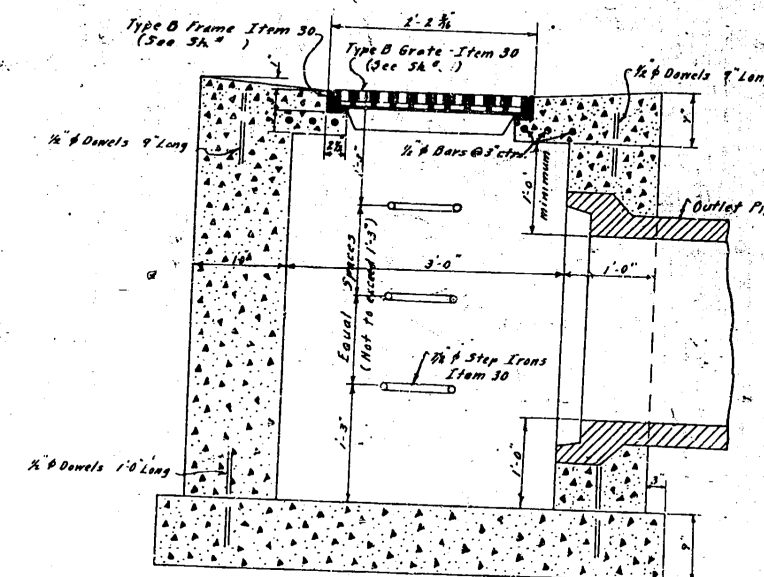 2'-2 3/16"
Type B Frame Item 30
(See Sh# )
Type B Grate - Item 30
(See Sh#. )
1/2" φ Dowels 9" Long
7"
1/2" φ Dowels 9" Long
1/2" φ Bars @ 3" ctrs.
1'-0"
minimum
Outlet
1'-0"
3'-0"
1'-0"
Equal Spaces
(Not to exceed 1'-3")
φ Step Irons
Item 30
1'-3"
1'-0"
1/2" φ Dowels 1'-0" Long
3"
9"